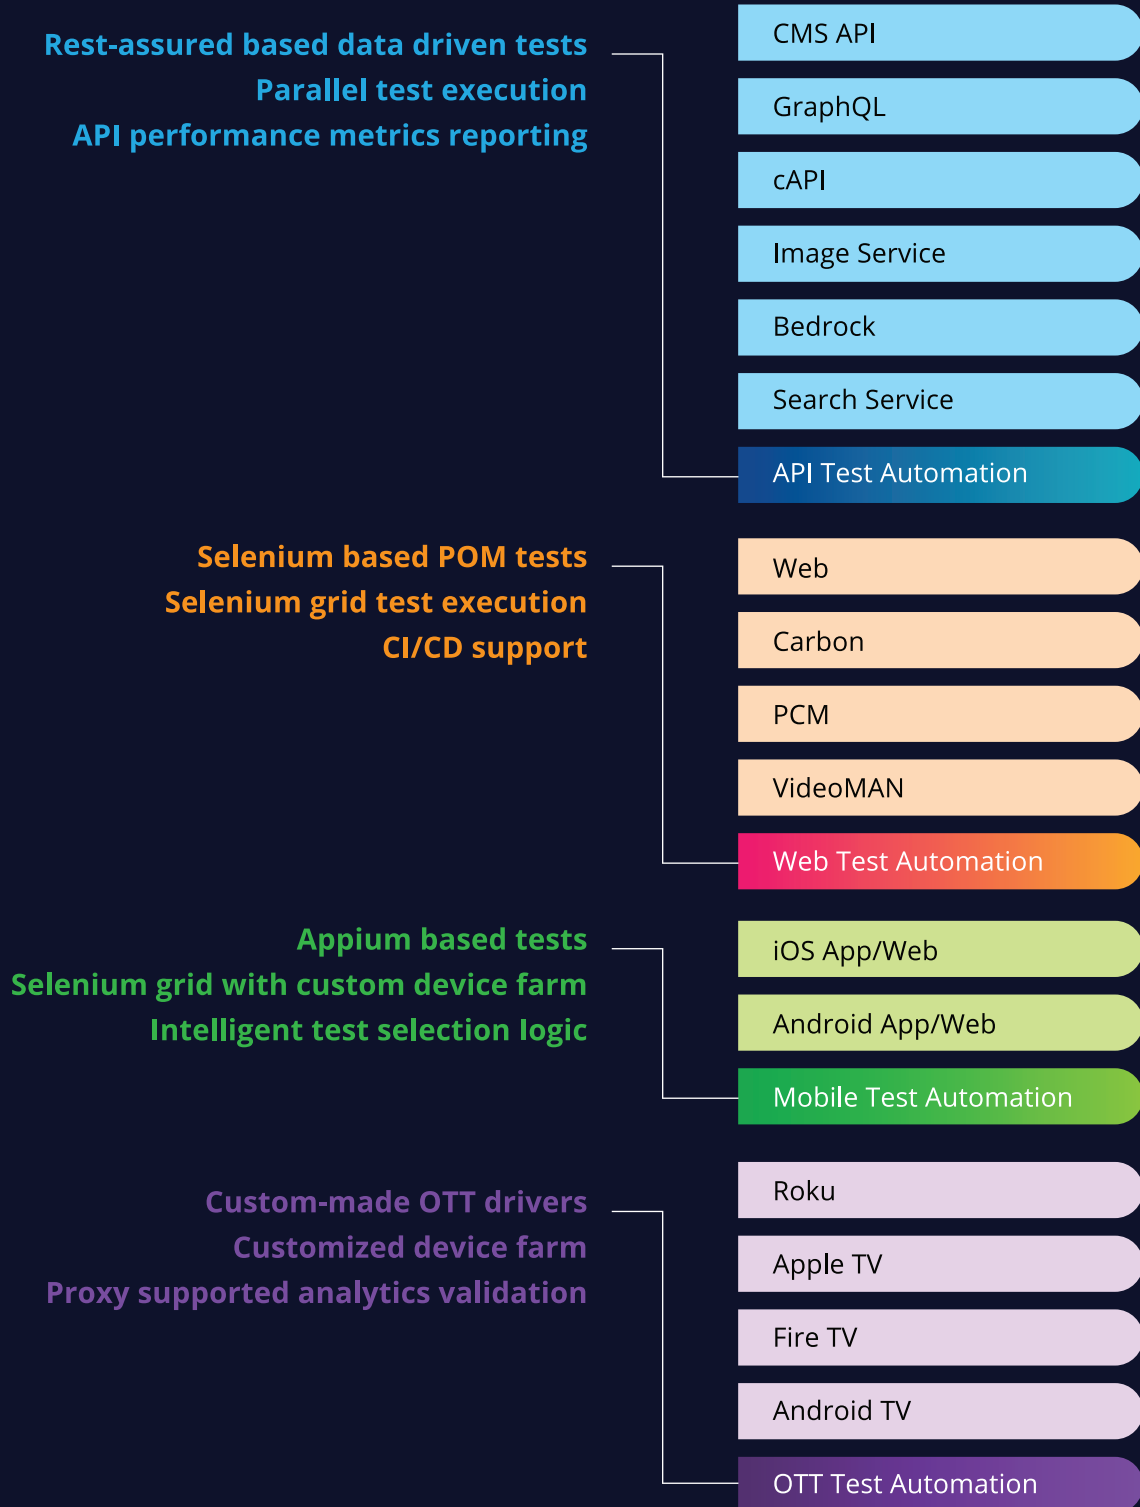 Rest-assured based data driven tests
Parallel test execution
API performance metrics reporting
CMS API
GraphQL
cAPI
Image Service
Bedrock
Search Service
API Test Automation
Selenium based POM tests
Selenium grid test execution
CI/CD support
Web
Carbon
PCM
VideoMAN
Web Test Automation
Appium based tests
Selenium grid with custom device farm
Intelligent test selection logic
iOS App/Web
Android App/Web
Mobile Test Automation
Custom-made OTT drivers
Customized device farm
Proxy supported analytics validation
Roku
Apple TV
Fire TV
Android TV
OTT Test Automation